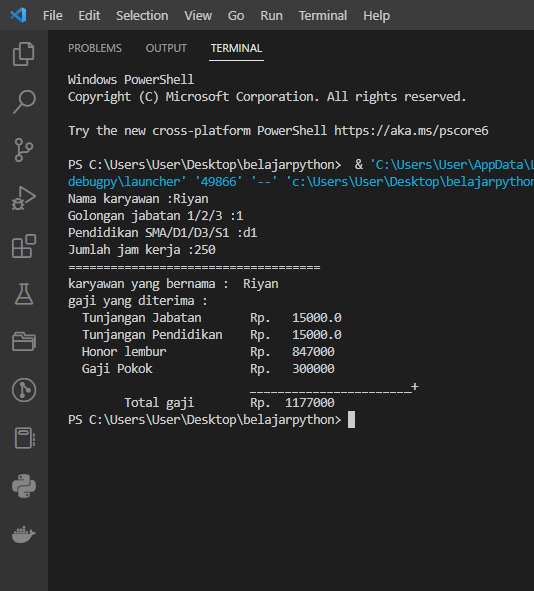 File Edit Selection View Go Run Terminal Help
PROBLEMS OUTPUT TERMINAL
Windows PowerShell
Copyright (C) Microsoft Corporation. All rights reserved.
Try the new cross-platform PowerShell https://aka.ms/pscore6
PS C:\Users\User\Desktop\belajarpython>  & 'C:\Users\User\AppData\L
debugpy\launcher' '49866' '--' 'c:\Users\User\Desktop\belajarpython
Nama karyawan :Riyan
Golongan jabatan 1/2/3 :1
Pendidikan SMA/D1/D3/S1 :d1
Jumlah jam kerja :250
====================================
karyawan yang bernama :  Riyan
gaji yang diterima :
Tunjangan Jabatan Rp. 15000.0
Tunjangan Pendidikan Rp. 15000.0
Honor lembur Rp. 847000
Gaji Pokok Rp. 300000
_______________________+
Total gaji Rp. 1177000
PS C:\Users\User\Desktop\belajarpython>